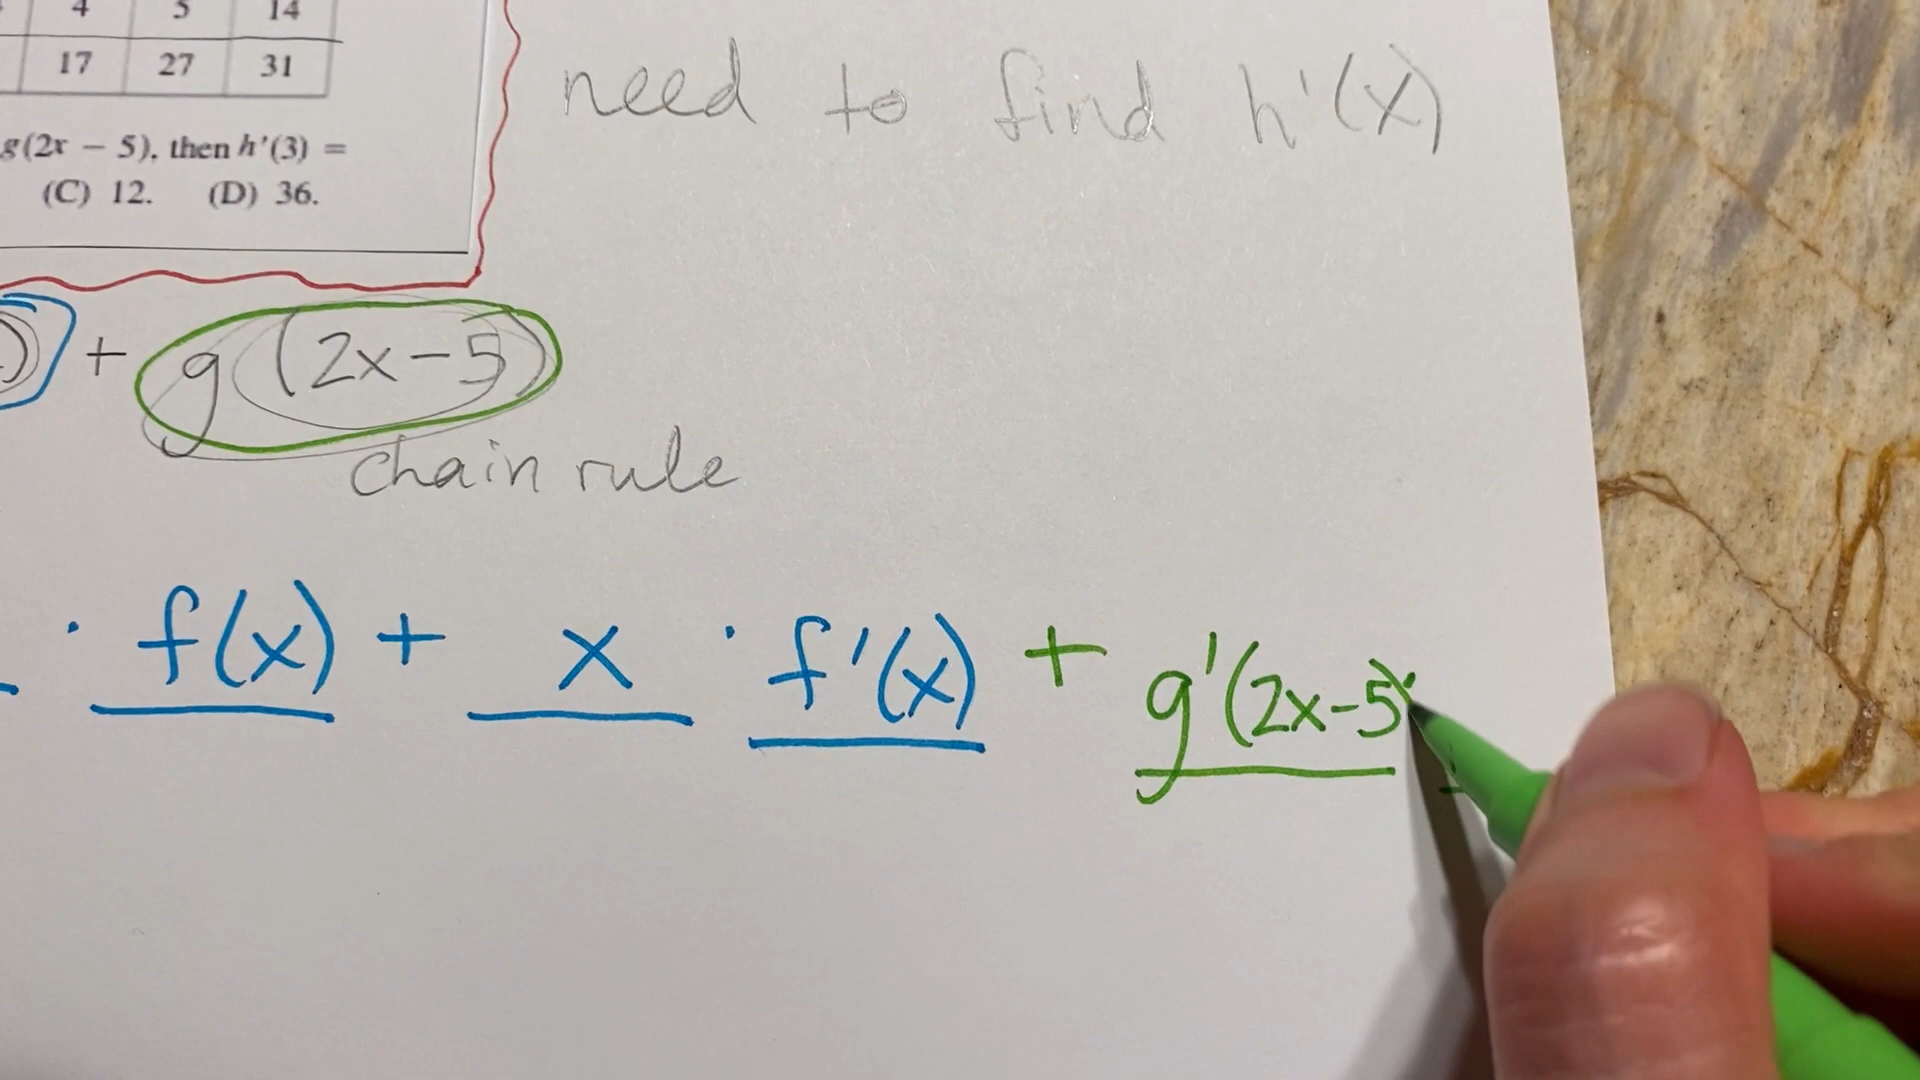 4 5 14
17 27 31
need to find h'(x)
g(2x − 5), then h'(3) =
(C) 12. (D) 36.
) + g (2x-5)
chain rule
· f(x) + x · f'(x) + g'(2x-5)·